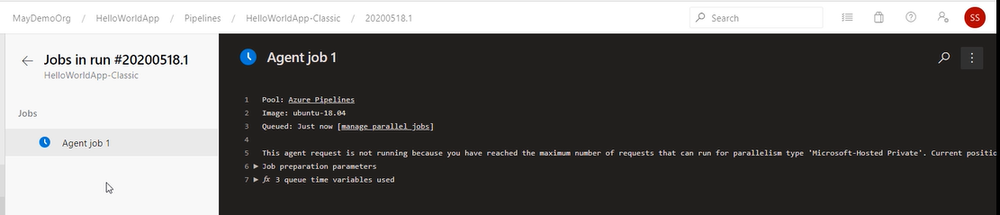 MayDemoOrg / HelloWorldApp / Pipelines / HelloWorldApp-Classic / 20200518.1
Search
SS
Jobs in run #20200518.1
HelloWorldApp-Classic
Jobs
Agent job 1
Agent job 1
1 Pool: Azure Pipelines
2 Image: ubuntu-18.04
3 Queued: Just now [manage parallel jobs]
4
5 This agent request is not running because you have reached the maximum number of requests that can run for parallelism type 'Microsoft-Hosted Private'. Current
6 Job preparation parameters
7 fx 3 queue time variables used